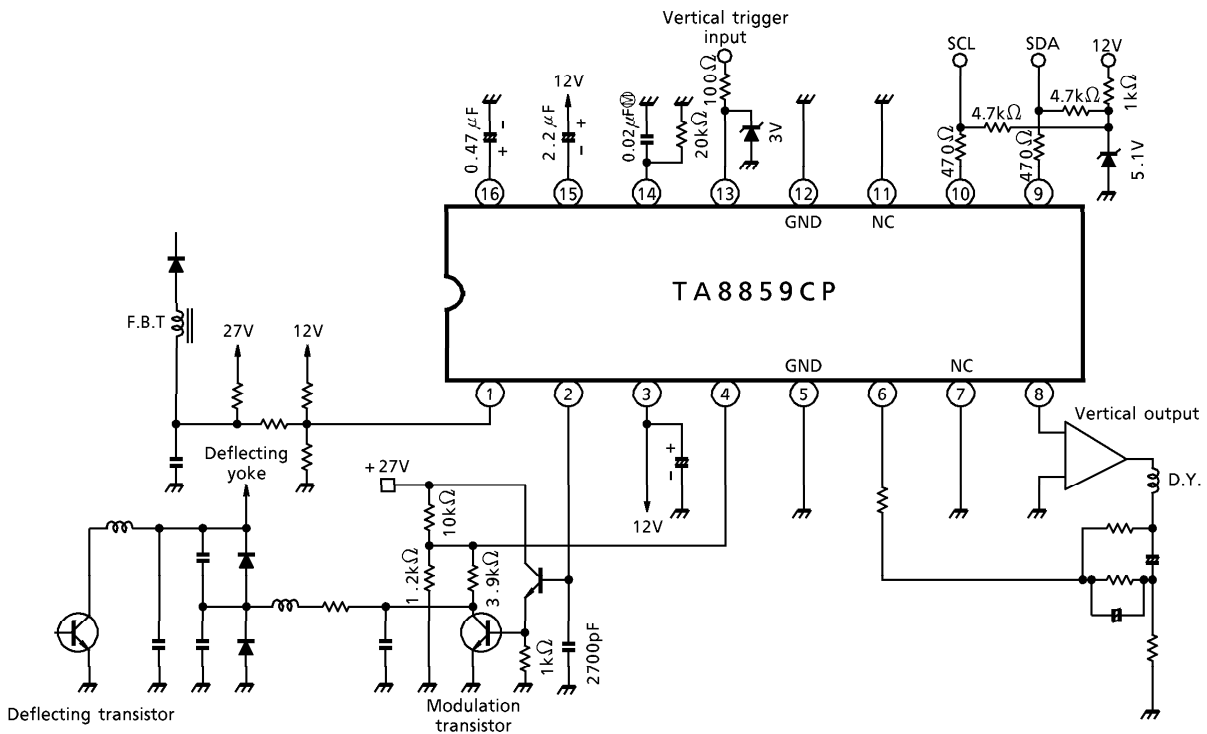 Vertical trigger
input
SCL
SDA
12V
12V
0.47μF
- +
2.2μF
+ -
0.02μFⓂ
20kΩ
100Ω
3V
4.7kΩ
4.7kΩ
1kΩ
470Ω
470Ω
5.1V
16
15
14
13
12
11
10
9
GND
NC
TA8859CP
F.B.T
27V
12V
GND
NC
1
2
3
4
5
6
7
8
Vertical output
Deflecting
yoke
+27V
+
-
12V
D.Y.
10kΩ
1.2kΩ
3.9kΩ
1kΩ
2700pF
Deflecting transistor
Modulation
transistor